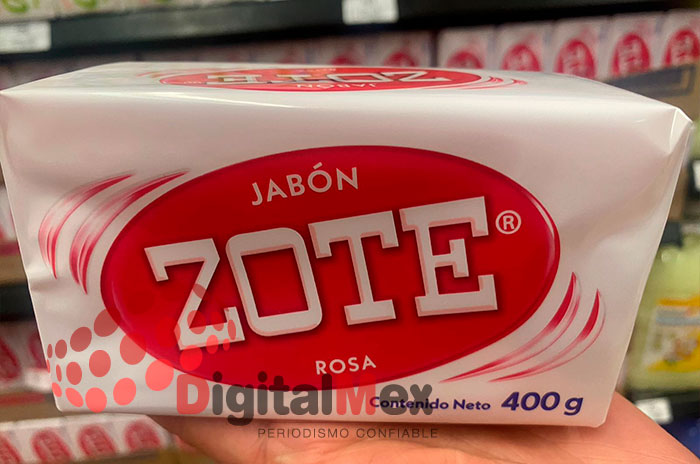 JABÓN
ZOTE®
ROSA
Contenido Neto 400 g
DigitalMex
PERIODISMO CONFIABLE